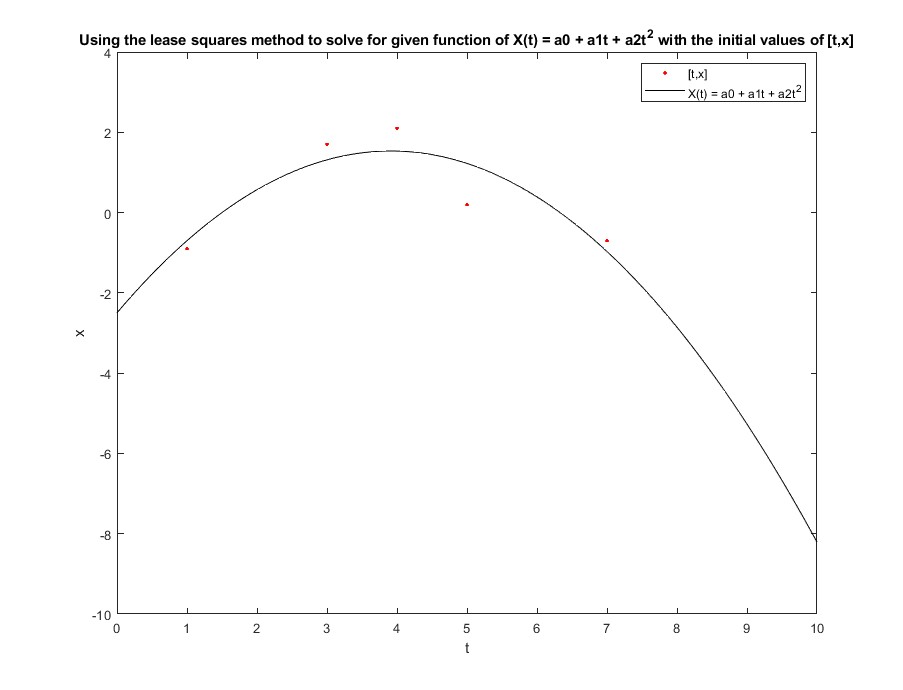 Using the lease squares method to solve for given function of X(t) = a0 + a1t + a2t² with the initial values of [t,x]
[t,x]
X(t) = a0 + a1t + a2t²
4
2
0
-2
-4
-6
-8
-10
x
0 1 2 3 4 5 6 7 8 9 10
t